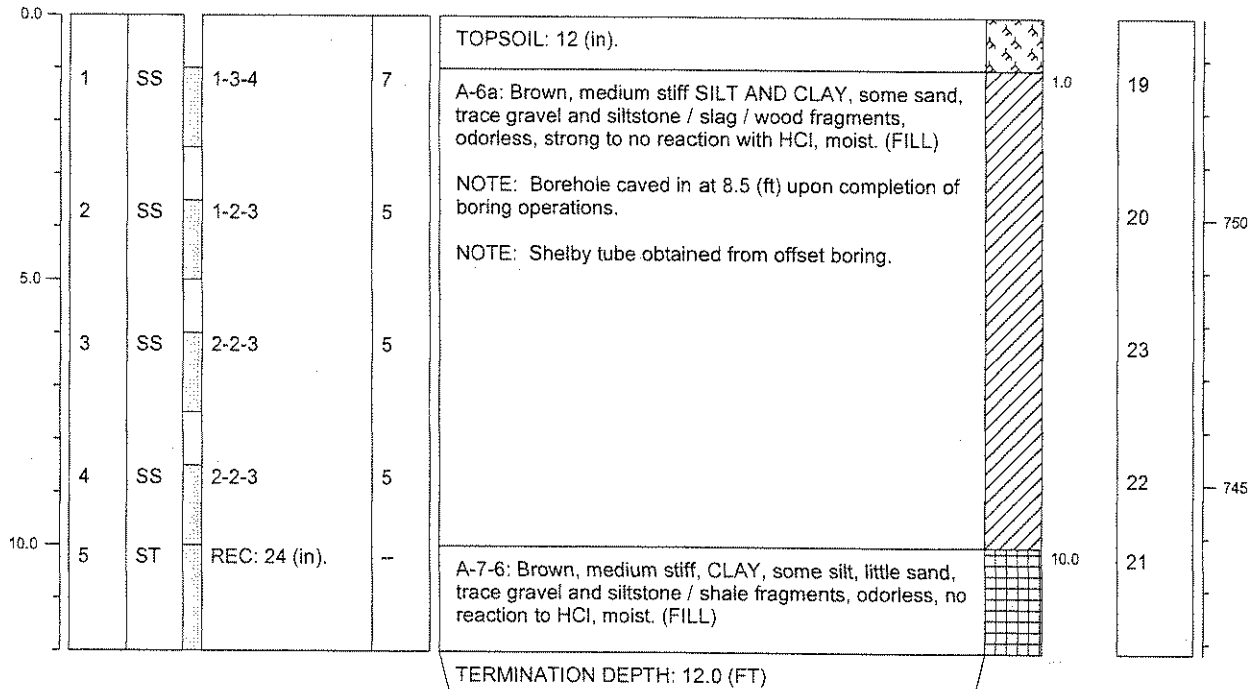 0.0
TOPSOIL: 12 (in).
1 SS 1-3-4 7 1.0 19
A-6a: Brown, medium stiff SILT AND CLAY, some sand,
trace gravel and siltstone / slag / wood fragments,
odorless, strong to no reaction with HCl, moist. (FILL)
NOTE: Borehole caved in at 8.5 (ft) upon completion of
boring operations.
2 SS 1-2-3 5 20 750
NOTE: Shelby tube obtained from offset boring.
5.0
3 SS 2-2-3 5 23
4 SS 2-2-3 5 22 745
10.0
5 ST REC: 24 (in). -- 10.0 21
A-7-6: Brown, medium stiff, CLAY, some silt, little sand,
trace gravel and siltstone / shale fragments, odorless, no
reaction to HCl, moist. (FILL)
TERMINATION DEPTH: 12.0 (FT)